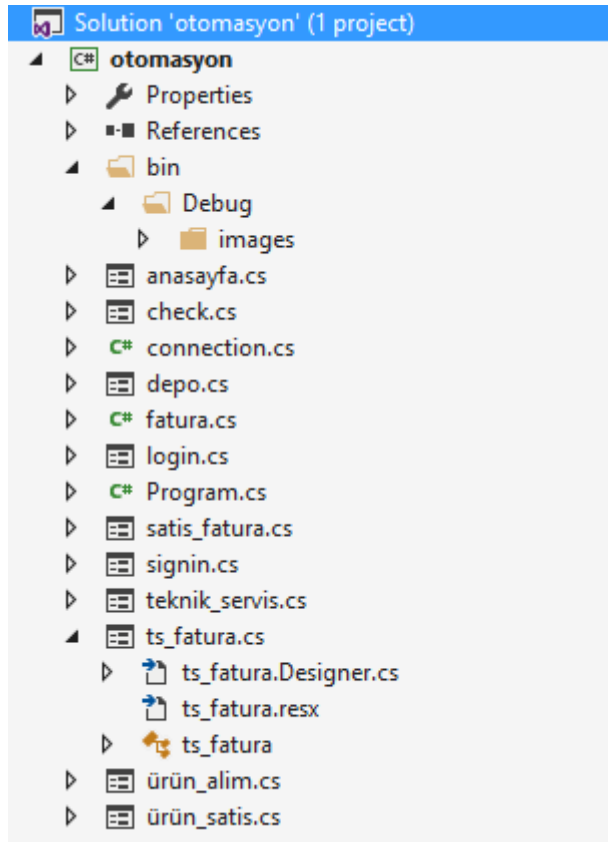 Solution 'otomasyon' (1 project)
C# otomasyon
Properties
References
bin
Debug
images
anasayfa.cs
check.cs
C# connection.cs
depo.cs
C# fatura.cs
login.cs
C# Program.cs
satis_fatura.cs
signin.cs
teknik_servis.cs
ts_fatura.cs
ts_fatura.Designer.cs
ts_fatura.resx
ts_fatura
ürün_alim.cs
ürün_satis.cs